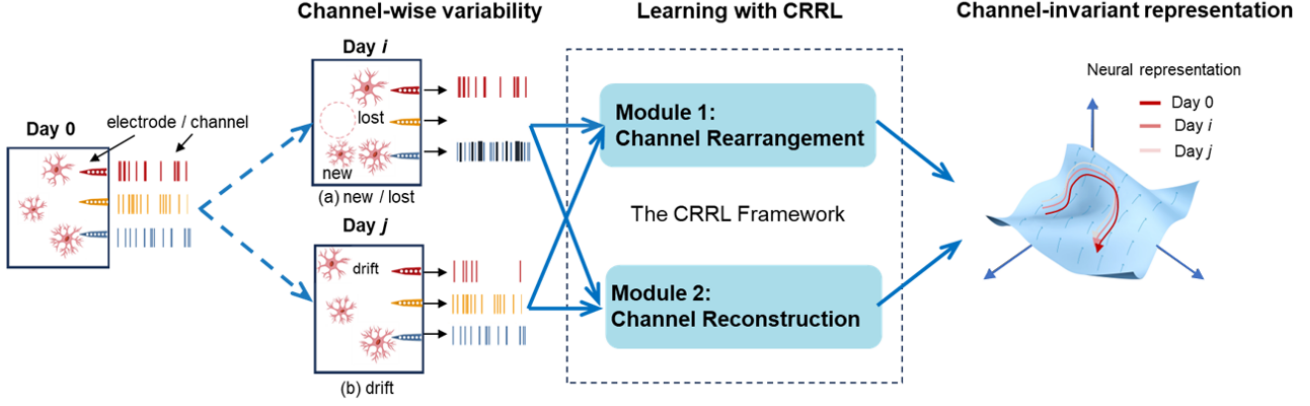 Channel-wise variability
Learning with CRRL
Channel-invariant representation
Day 0
electrode / channel
Day i
lost
new
(a) new / lost
Day j
drift
(b) drift
Module 1:
Channel Rearrangement
The CRRL Framework
Module 2:
Channel Reconstruction
Neural representation
Day 0
Day i
Day j